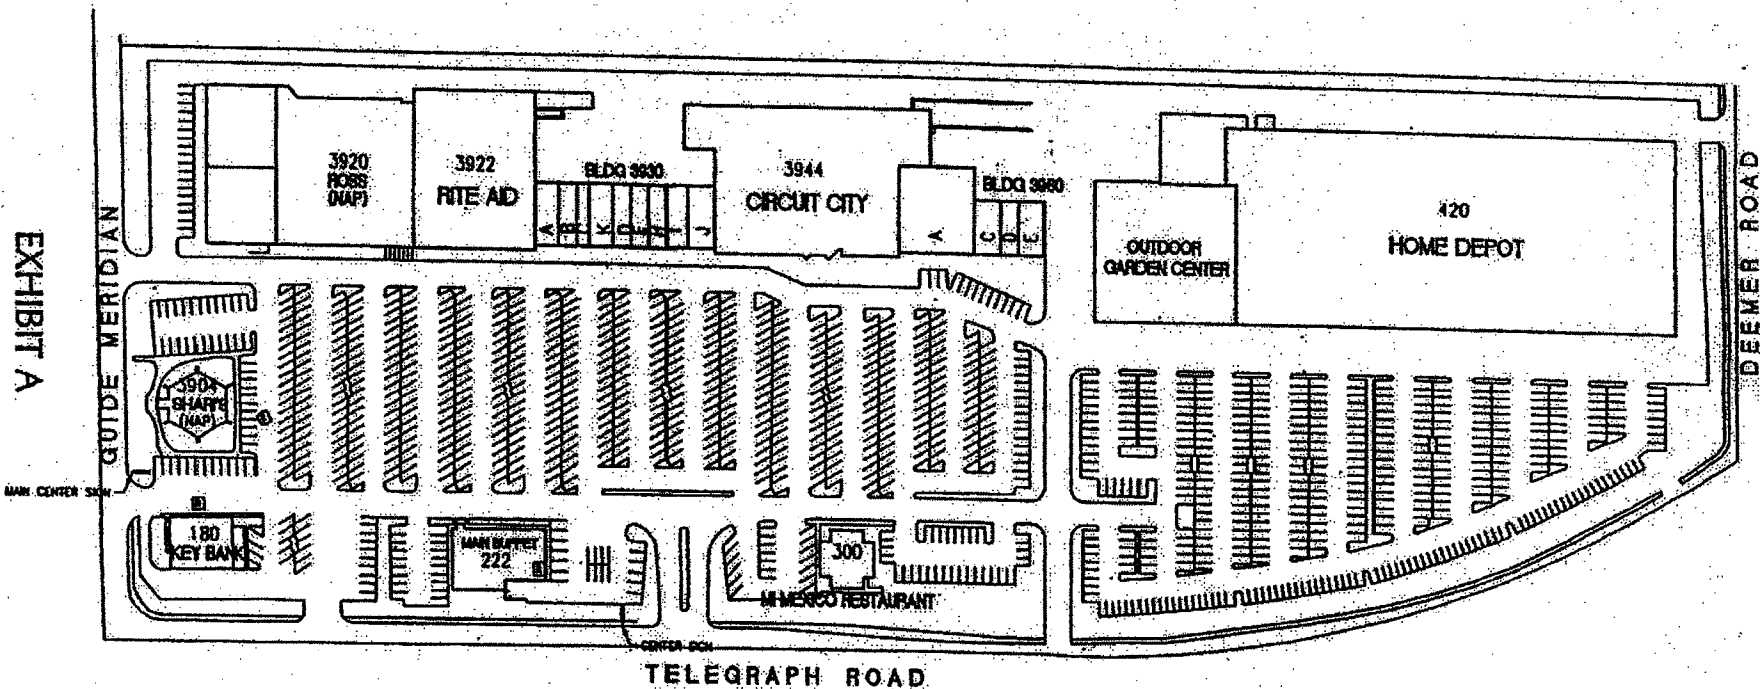 EXHIBIT A
GUIDE MERIDIAN
3920
ROSS
(NAP)
3922
RITE AID
BLDG 3930
A
B
C
K
D
F
H
I
J
3944
CIRCUIT CITY
A
BLDG 3960
C
D
E
OUTDOOR
GARDEN CENTER
420
HOME DEPOT
DEEMER ROAD
3904
SHARI'S
(NAP)
MAIN CENTER SIGN
180
KEY BANK
222
300
MI MEXICO RESTAURANT
CENTER SIGN
TELEGRAPH ROAD